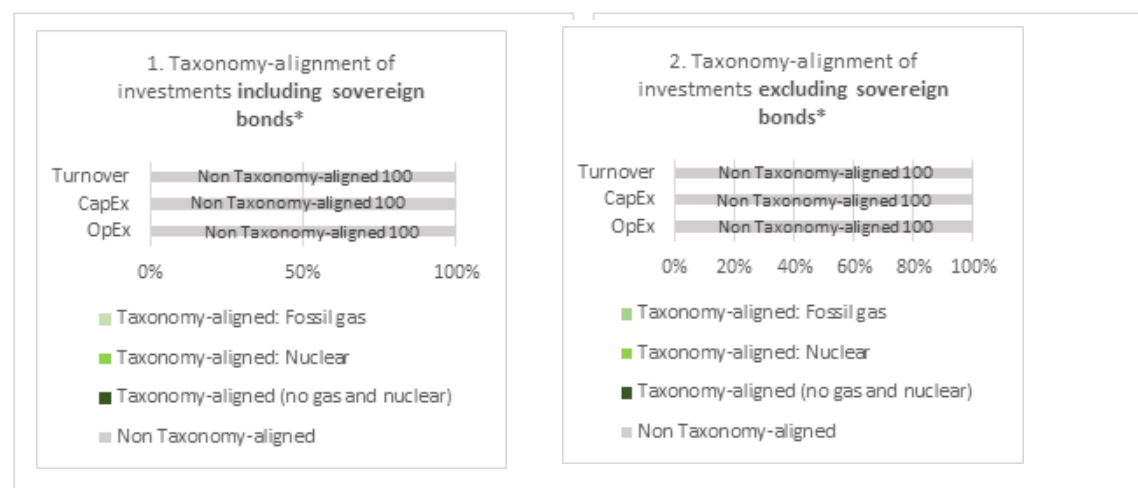 1. Taxonomy-alignment of
investments including sovereign
bonds*
Turnover
Non Taxonomy-aligned 100
CapEx
Non Taxonomy-aligned 100
OpEx
Non Taxonomy-aligned 100
0% 50% 100%
Taxonomy-aligned: Fossil gas
Taxonomy-aligned: Nuclear
Taxonomy-aligned (no gas and nuclear)
Non Taxonomy-aligned
2. Taxonomy-alignment of
investments excluding sovereign
bonds*
Turnover
Non Taxonomy-aligned 100
CapEx
Non Taxonomy-aligned 100
OpEx
Non Taxonomy-aligned 100
0% 20% 40% 60% 80% 100%
Taxonomy-aligned: Fossil gas
Taxonomy-aligned: Nuclear
Taxonomy-aligned (no gas and nuclear)
Non Taxonomy-aligned